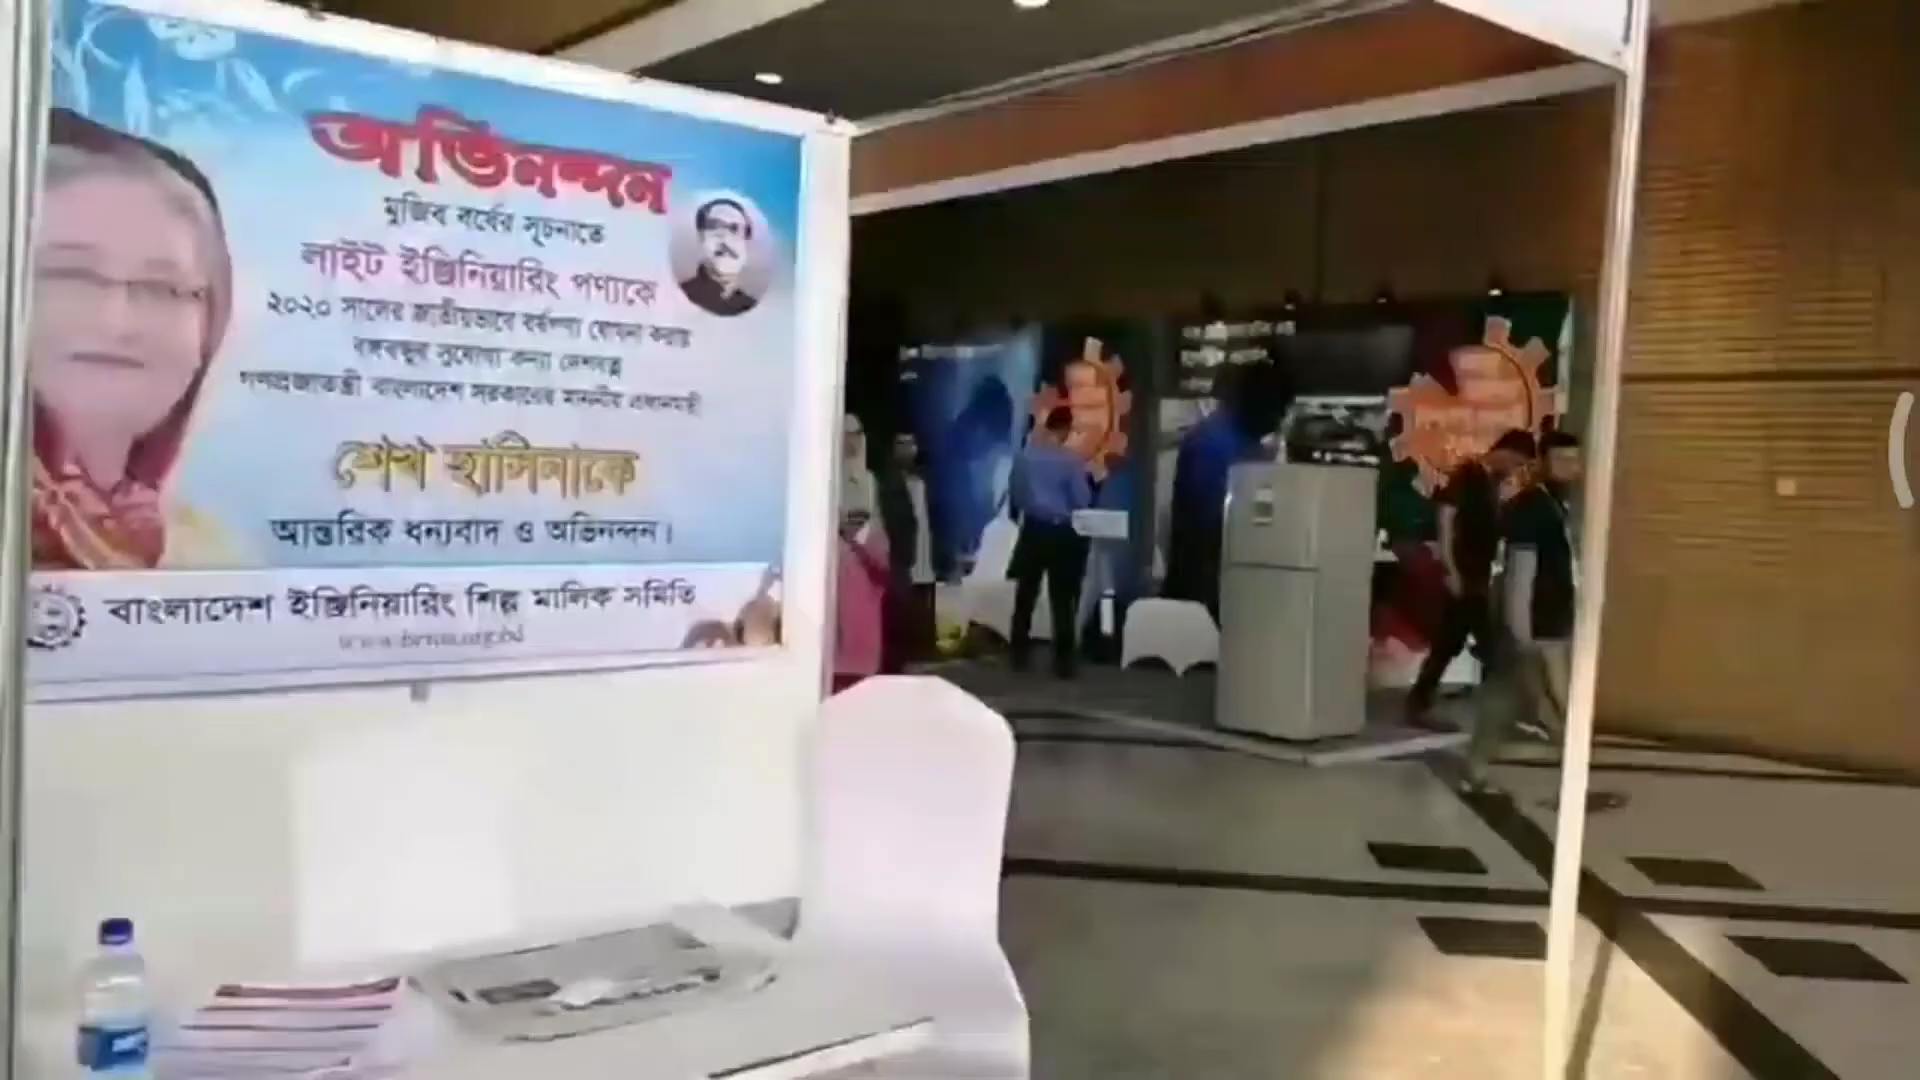 অভিনন্দন
মুজিব বর্ষের সূচনাতে
লাইট ইঞ্জিনিয়ারিং পণ্যকে
২০২০ সালের জাতীয়ভাবে বর্ষপণ্য ঘোষনা করায়
বঙ্গবন্ধুর সুযোগ্য কন্যা দেশরত্ন
গণপ্রজাতন্ত্রী বাংলাদেশ সরকারের মাননীয় প্রধানমন্ত্রী
শেখ হাসিনাকে
আন্তরিক ধন্যবাদ ও অভিনন্দন।
বাংলাদেশ ইঞ্জিনিয়ারিং শিল্প মালিক সমিতি